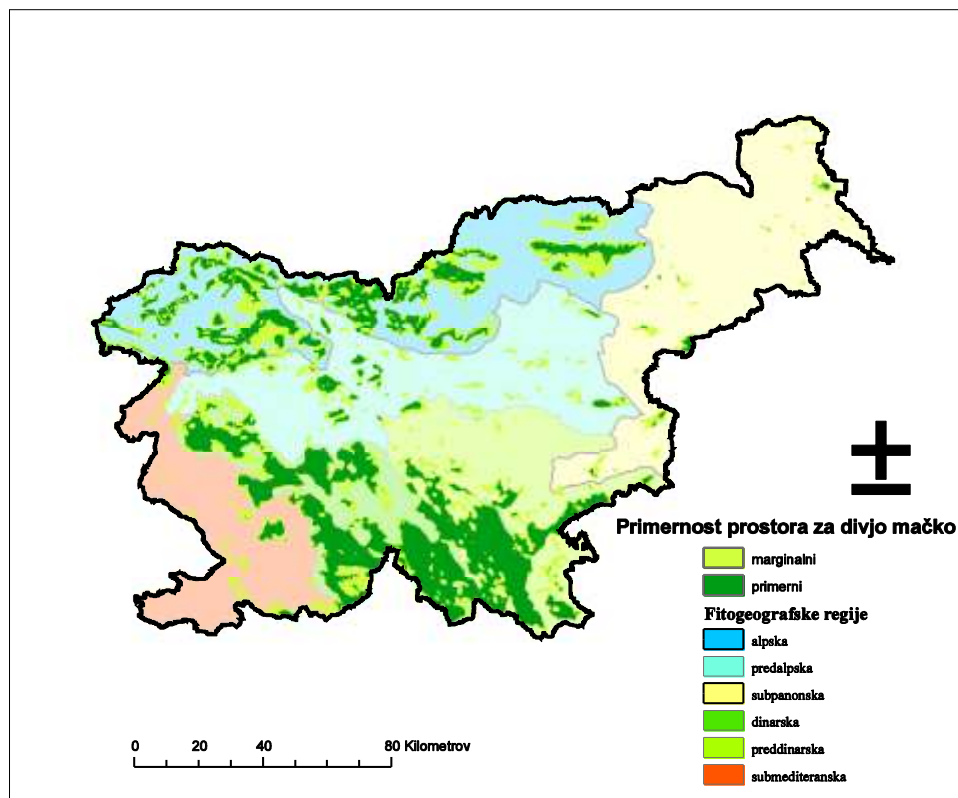 Primernost prostora za divjo mačko
marginalni
primerni
Fitogeografske regije
alpska
predalpska
subpanonska
dinarska
preddinarska
submediteranska
0 20 40 80 Kilometrov